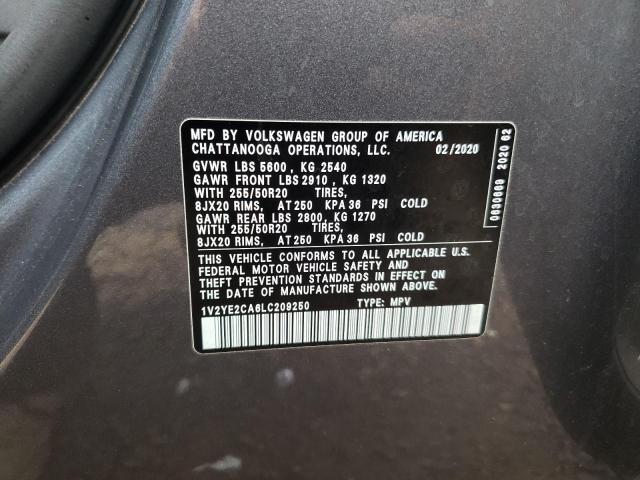 MFD BY VOLKSWAGEN GROUP OF AMERICA
CHATTANOOGA OPERATIONS, LLC. 02/2020
GVWR LBS 5600 , KG 2540
GAWR FRONT LBS 2910 , KG 1320
WITH 255/50R20 TIRES,
8JX20 RIMS, AT 250 KPA 36 PSI COLD
GAWR REAR LBS 2800, KG 1270
WITH 255/50R20 TIRES,
8JX20 RIMS, AT 250 KPA 36 PSI COLD
THIS VEHICLE CONFORMS TO ALL APPLICABLE U.S.
FEDERAL MOTOR VEHICLE SAFETY AND
THEFT PREVENTION STANDARDS IN EFFECT ON
THE DATE OF MANUFACTURE SHOWN ABOVE.
1V2YE2CA6LC209250 TYPE: MPV
0630669 2020 62